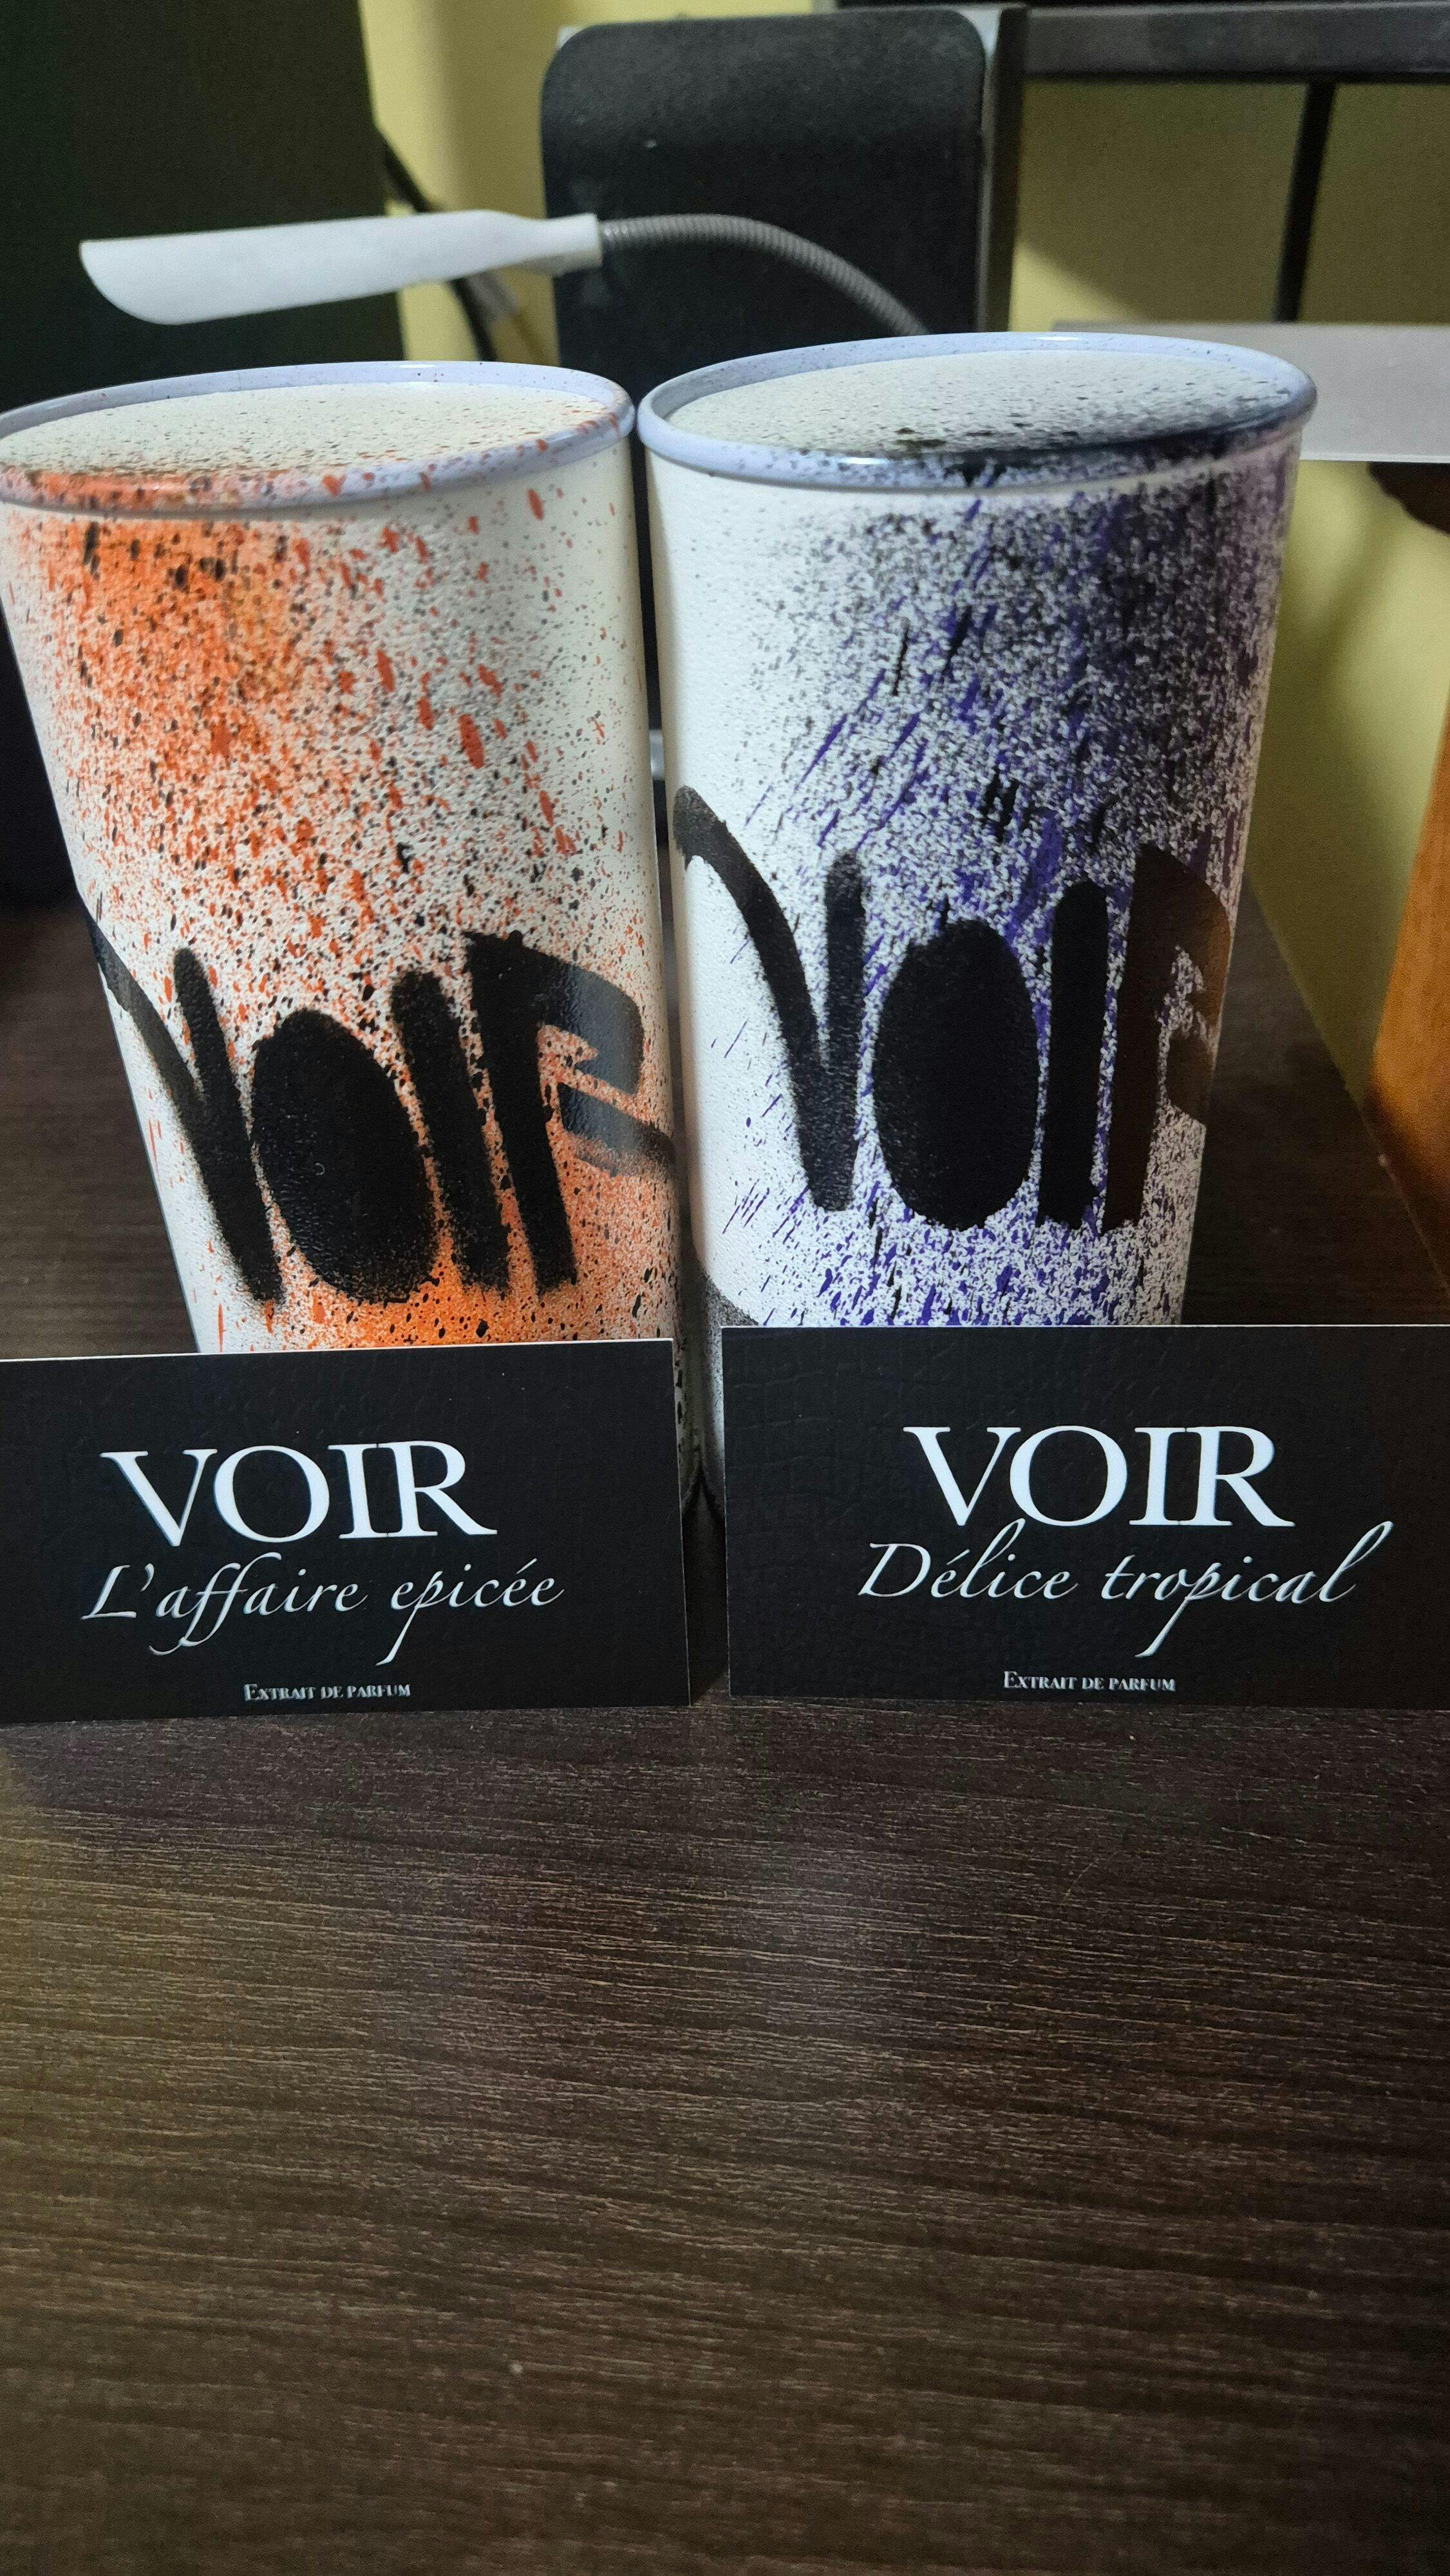 VOIR
VOIR
VOIR
L'affaire epicée
EXTRAIT DE PARFUM
VOIR
Délice tropical
EXTRAIT DE PARFUM